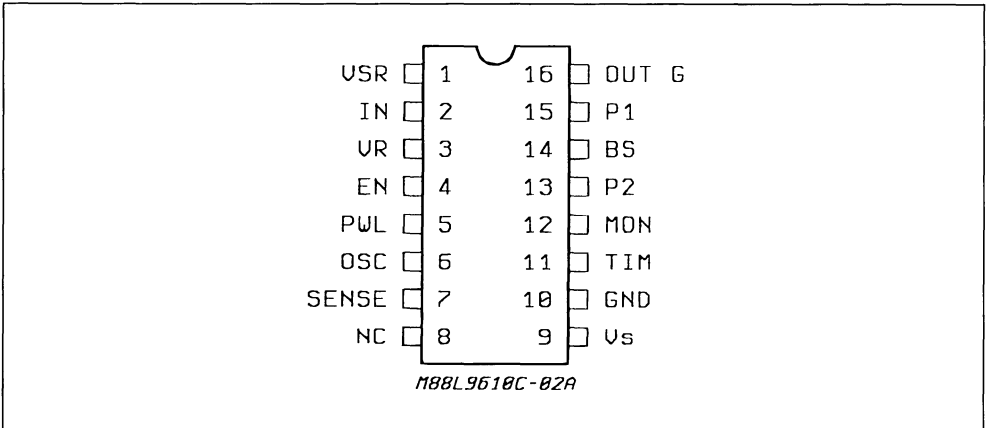 VSR 1 16 OUT G
IN 2 15 P1
VR 3 14 BS
EN 4 13 P2
PWL 5 12 MON
OSC 6 11 TIM
SENSE 7 10 GND
NC 8 9 Vs
M88L9610C-02A